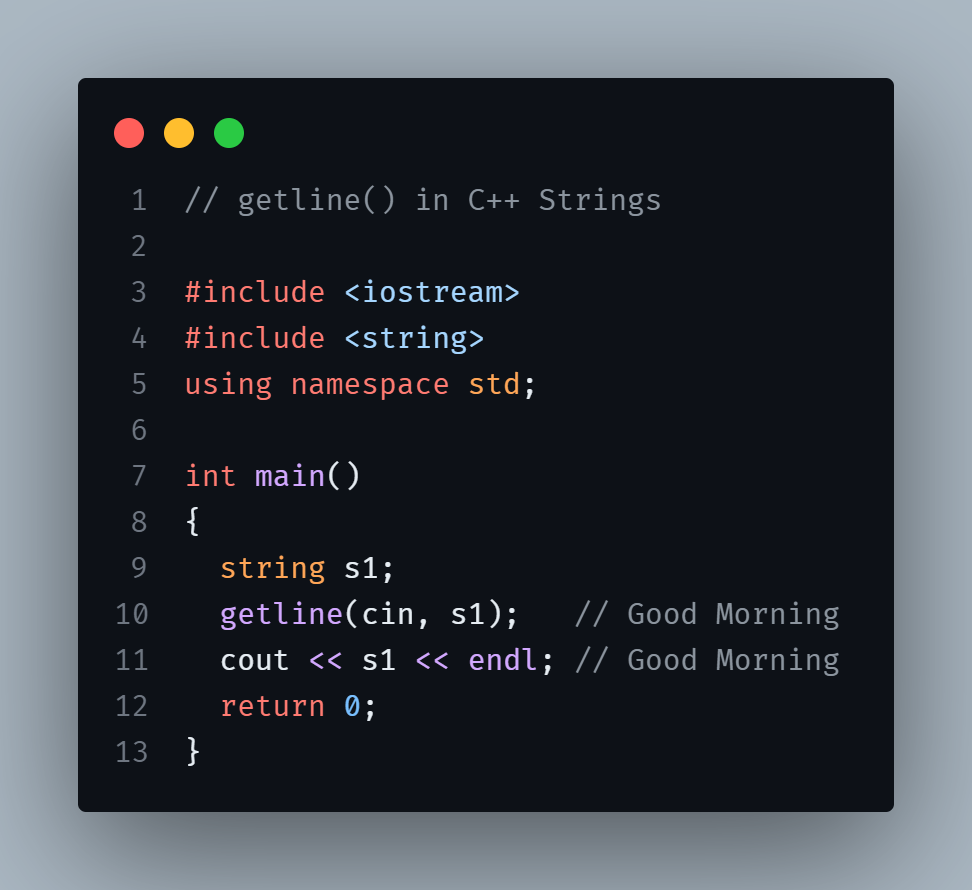 1 // getline() in C++ Strings
2
3 #include <iostream>
4 #include <string>
5 using namespace std;
6
7 int main()
8 {
9   string s1;
10   getline(cin, s1);   // Good Morning
11   cout << s1 << endl; // Good Morning
12   return 0;
13 }